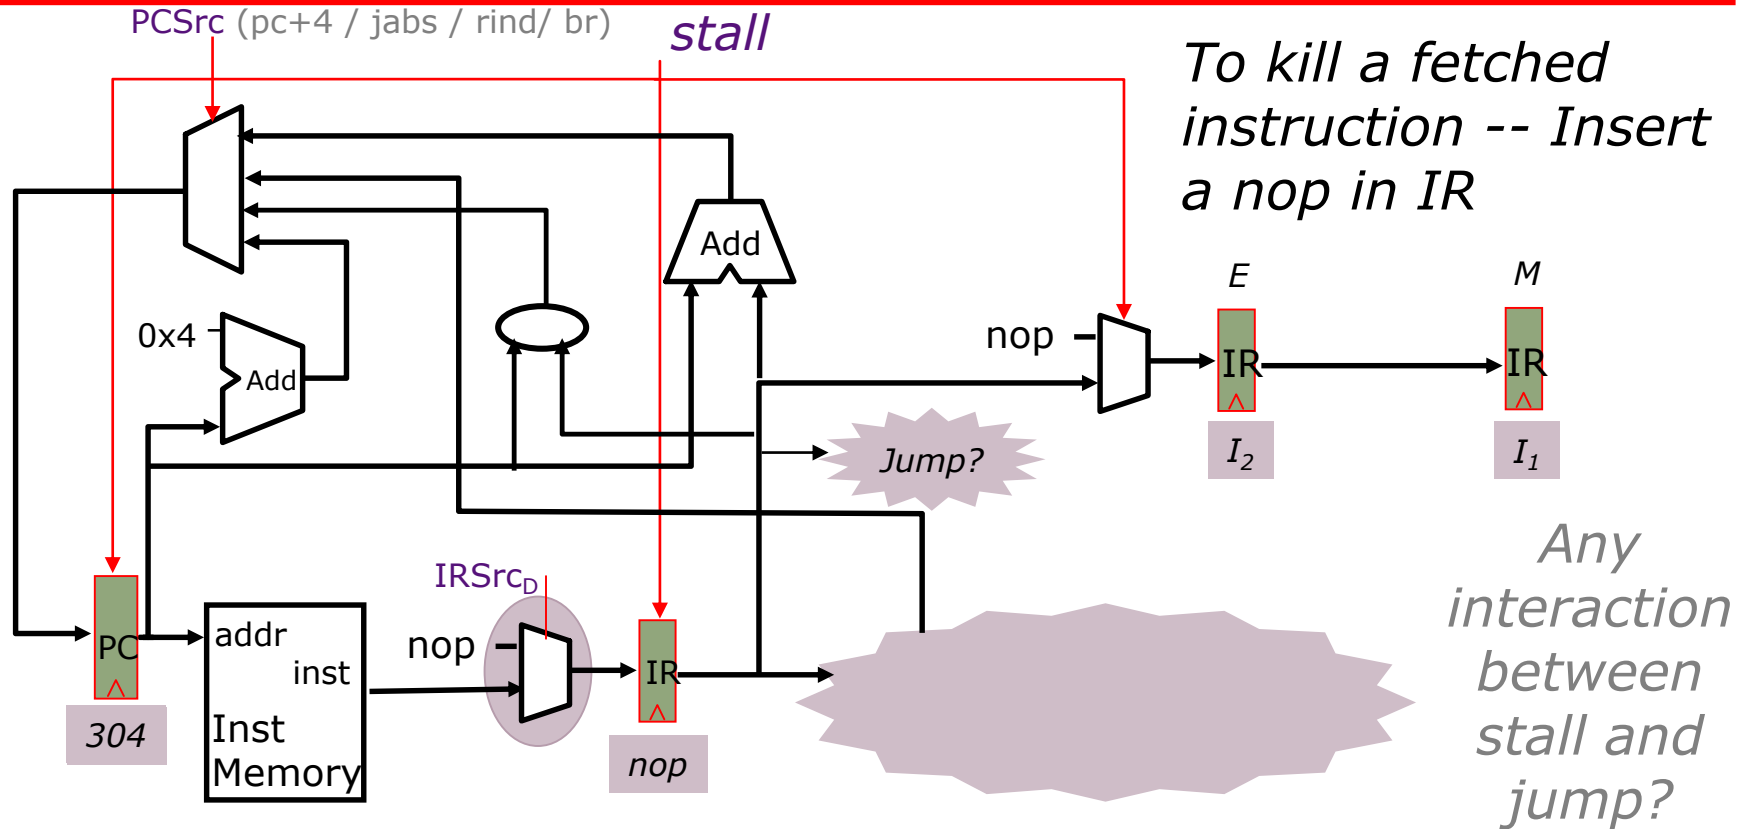 PCSrc (pc+4 / jabs / rind/ br)
stall
To kill a fetched
instruction -- Insert
a nop in IR
Add
E
M
0x4
Add
nop
IR
IR
Jump?
I2
I1
Any
interaction
between
stall and
jump?
IRSrcD
PC
addr
inst
nop
IR
304
Inst
Memory
nop